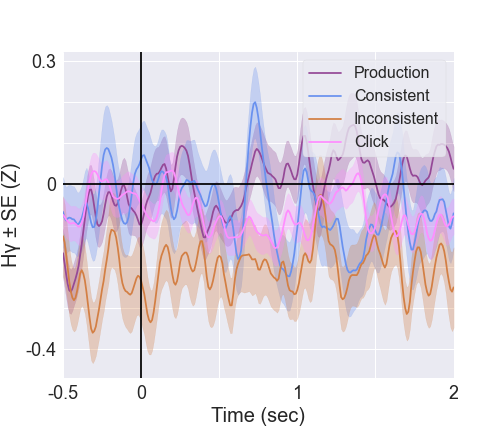 0.3
0
-0.4
Hγ ± SE (Z)
Production
Consistent
Inconsistent
Click
-0.5 0 1 2
Time (sec)